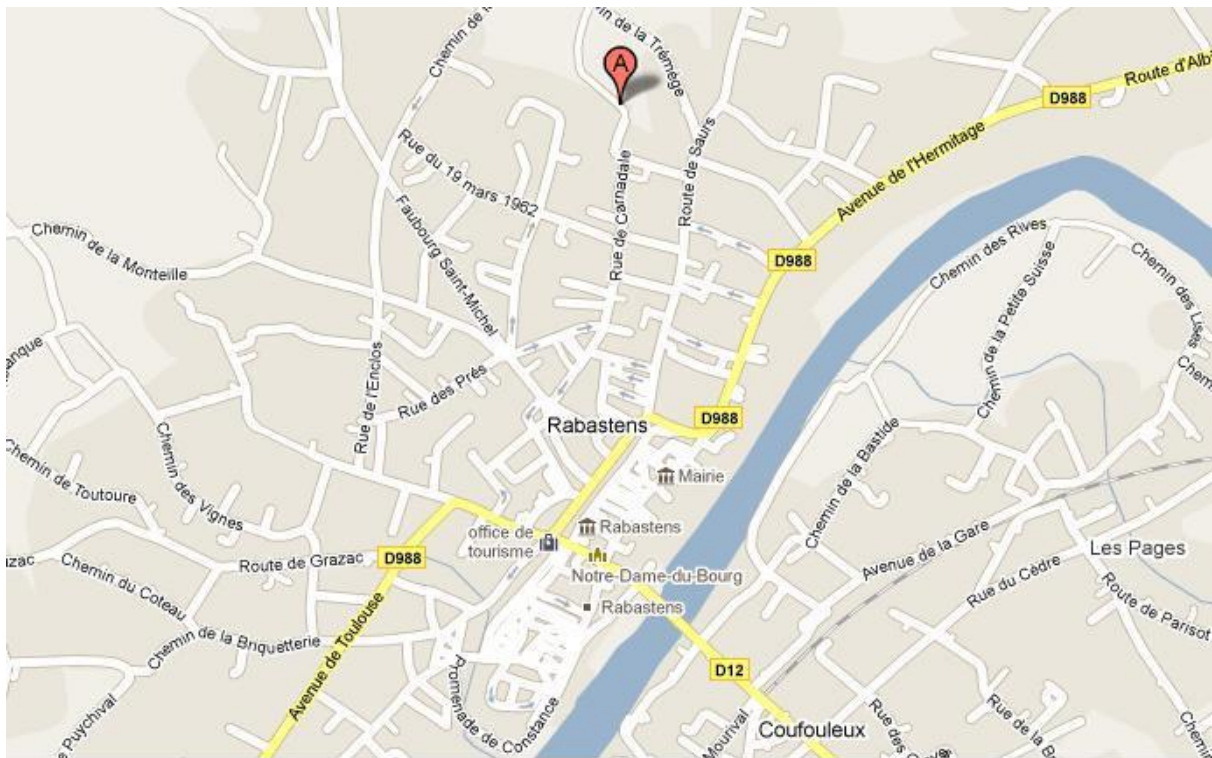 Chemin de la Trémège
A
Route d'Albi
D988
Avenue de l'Hermitage
Route de Saurs
Rue de Carnadale
Rue du 19 mars 1962
Faubourg Saint-Michel
Chemin de la Monteille
D988
Chemin des Rives
Chemin de la Petite Suisse
Chemin des Lises
Rue de l'Enclos
Rue des Prés
D988
Rabastens
Mairie
Chemin de la Bastide
Chemin de Toutoure
Chemin des Vignes
office de
tourisme
Rabastens
Notre-Dame-du-Bourg
Rabastens
Avenue de la Gare
Les Pages
Rue du Cèdre
Route de Parisot
Route de Grazac
D988
Chemin du Coteau
Chemin de la Briquetterie
Avenue de Toulouse
Promenade de Constance
D12
Coufouleux